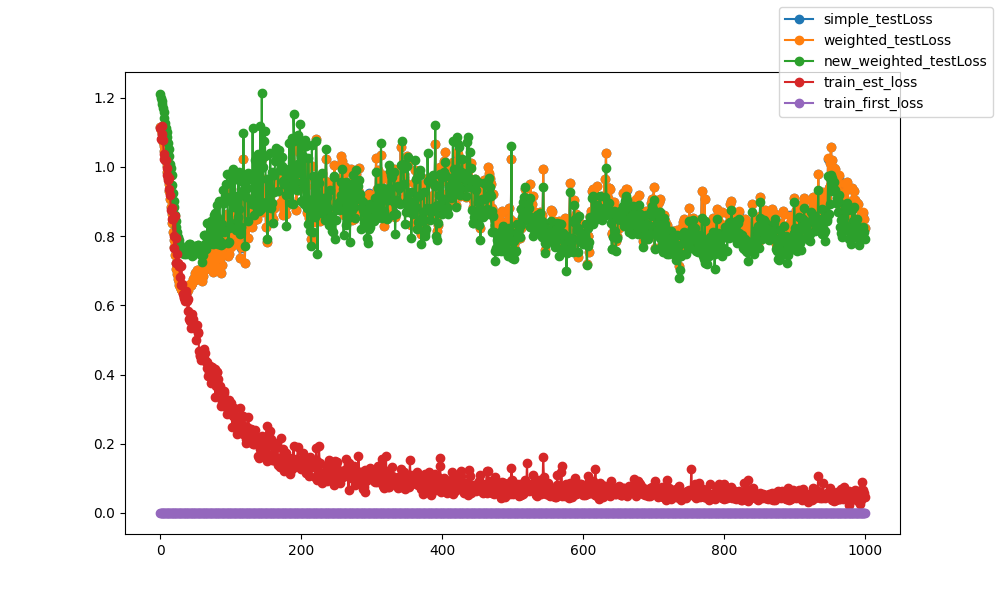 simple_testLoss
weighted_testLoss
new_weighted_testLoss
train_est_loss
train_first_loss
1.2
1.0
0.8
0.6
0.4
0.2
0.0
0 200 400 600 800 1000